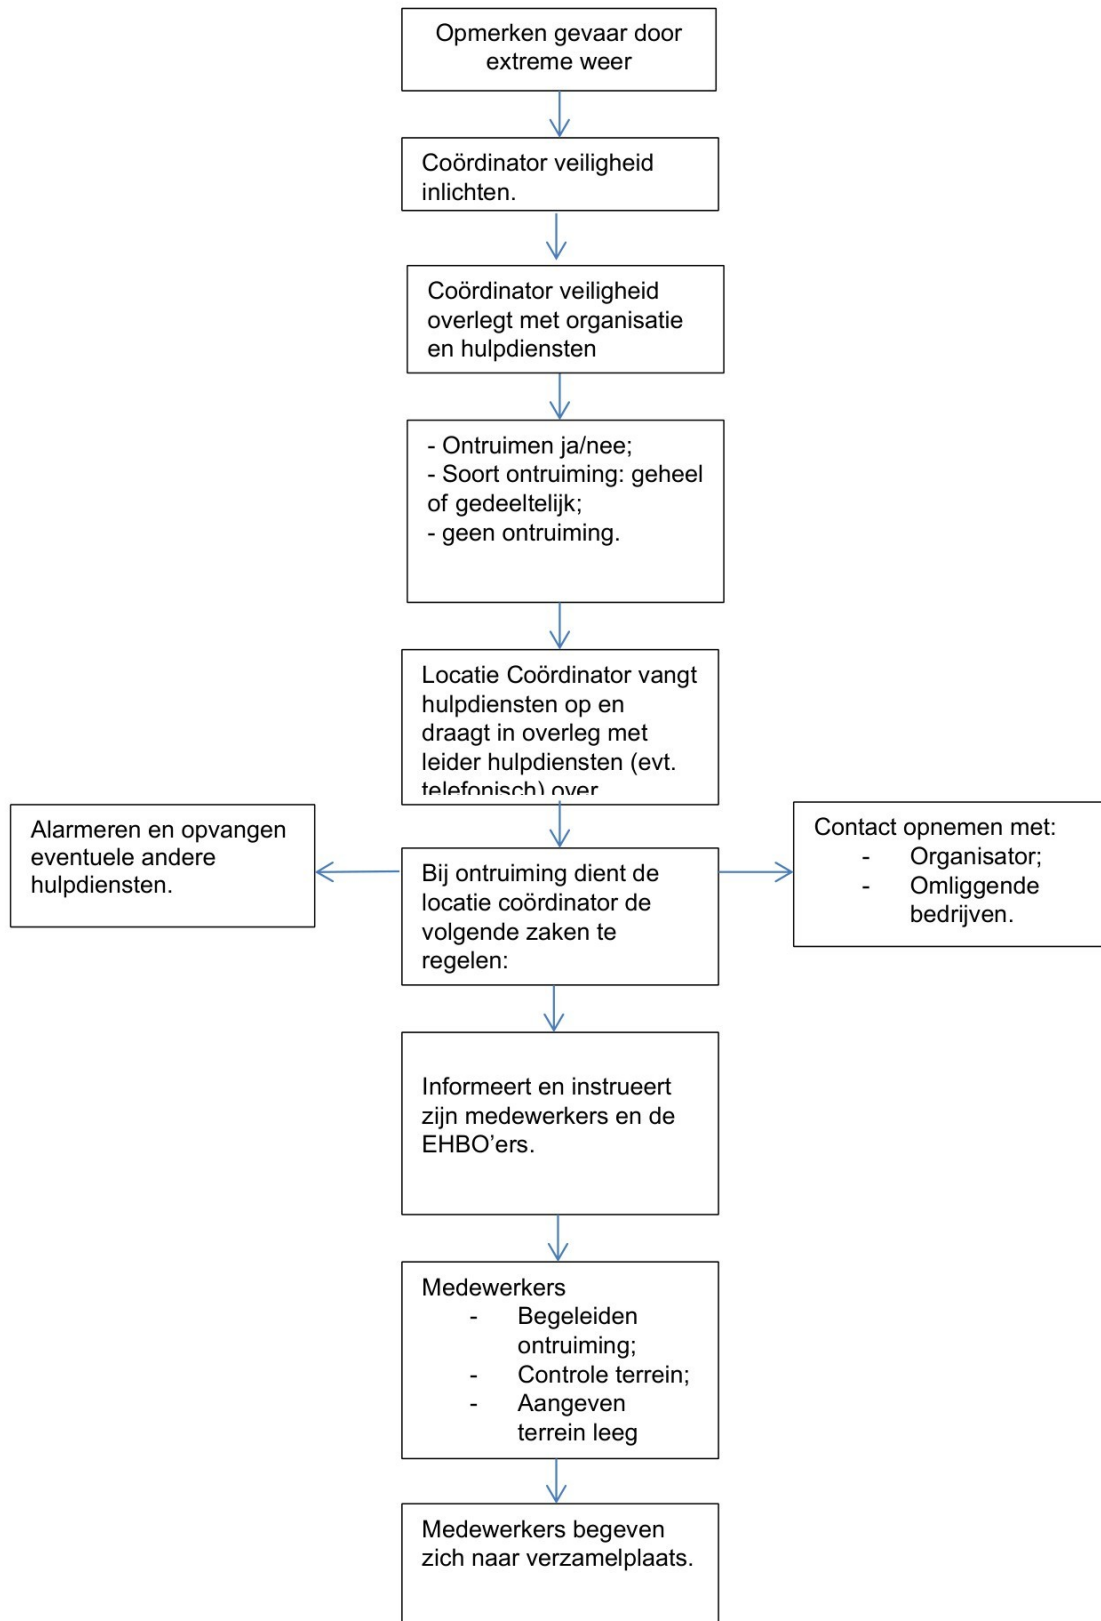 Opmerken gevaar door
extreme weer
Coördinator veiligheid
inlichten.
Coördinator veiligheid
overlegt met organisatie
en hulpdiensten
- Ontruimen ja/nee;
- Soort ontruiming: geheel
of gedeeltelijk;
- geen ontruiming.
Locatie Coördinator vangt
hulpdiensten op en
draagt in overleg met
leider hulpdiensten (evt.
telefonisch) over
Alarmeren en opvangen
eventuele andere
hulpdiensten.
Bij ontruiming dient de
locatie coördinator de
volgende zaken te
regelen:
Contact opnemen met:
- Organisator;
- Omliggende
bedrijven.
Informeert en instrueert
zijn medewerkers en de
EHBO’ers.
Medewerkers
- Begeleiden
ontruiming;
- Controle terrein;
- Aangeven
terrein leeg
Medewerkers begeven
zich naar verzamelplaats.